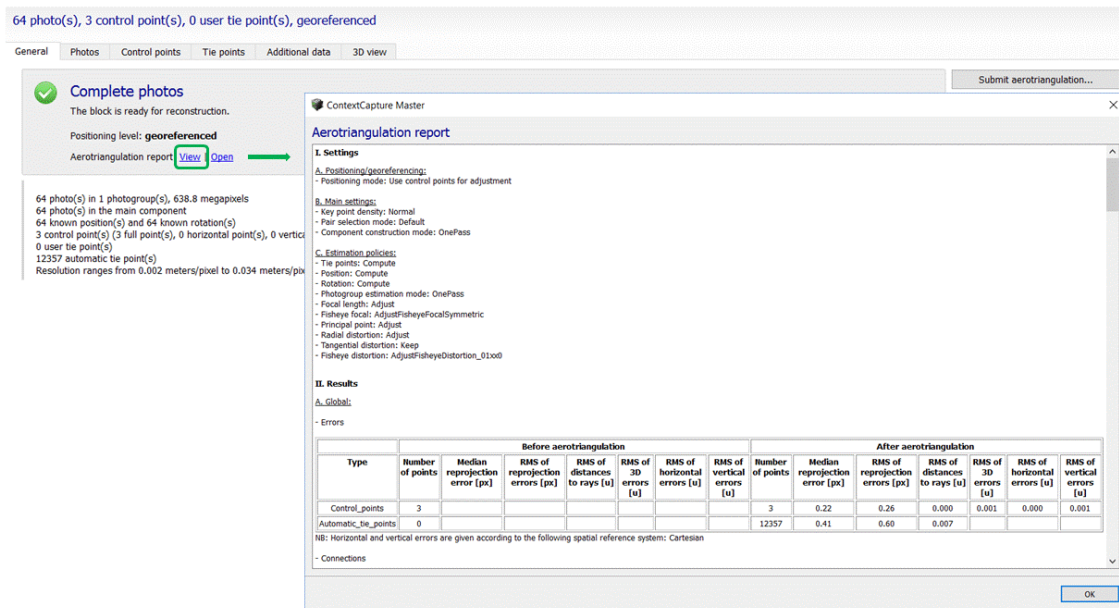 64 photo(s), 3 control point(s), 0 user tie point(s), georeferenced
General Photos Control points Tie points Additional data 3D view
Submit aerotriangulation...
Complete photos
The block is ready for reconstruction.
Positioning level: georeferenced
Aerotriangulation report View | Open
64 photo(s) in 1 photogroup(s), 638.8 megapixels
64 photo(s) in the main component
64 known position(s) and 64 known rotation(s)
3 control point(s) (3 full point(s), 0 horizontal point(s), 0 vertica
0 user tie point(s)
12357 automatic tie point(s)
Resolution ranges from 0.002 meters/pixel to 0.034 meters/pix
ContextCapture Master
Aerotriangulation report
I. Settings
A. Positioning/georeferencing:
- Positioning mode: Use control points for adjustment
B. Main settings:
- Key point density: Normal
- Pair selection mode: Default
- Component construction mode: OnePass
C. Estimation policies:
- Tie points: Compute
- Position: Compute
- Rotation: Compute
- Photogroup estimation mode: OnePass
- Focal length: Adjust
- Fisheye focal: AdjustFisheyeFocalSymmetric
- Principal point: Adjust
- Radial distortion: Adjust
- Tangential distortion: Keep
- Fisheye distortion: AdjustFisheyeDistortion_01xx0
II. Results
A. Global:
- Errors
Before aerotriangulation After aerotriangulation
Type Number of points Median reprojection error [px] RMS of reprojection errors [px] RMS of distances to rays [u] RMS of 3D errors [u] RMS of horizontal errors [u] RMS of vertical errors [u] Number of points Median reprojection error [px] RMS of reprojection errors [px] RMS of distances to rays [u] RMS of 3D errors [u] RMS of horizontal errors [u] RMS of vertical errors [u]
Control_points 3 3 0.22 0.26 0.000 0.001 0.000 0.001
Automatic_tie_points 0 12357 0.41 0.60 0.007
NB: Horizontal and vertical errors are given according to the following spatial reference system: Cartesian
- Connections
OK